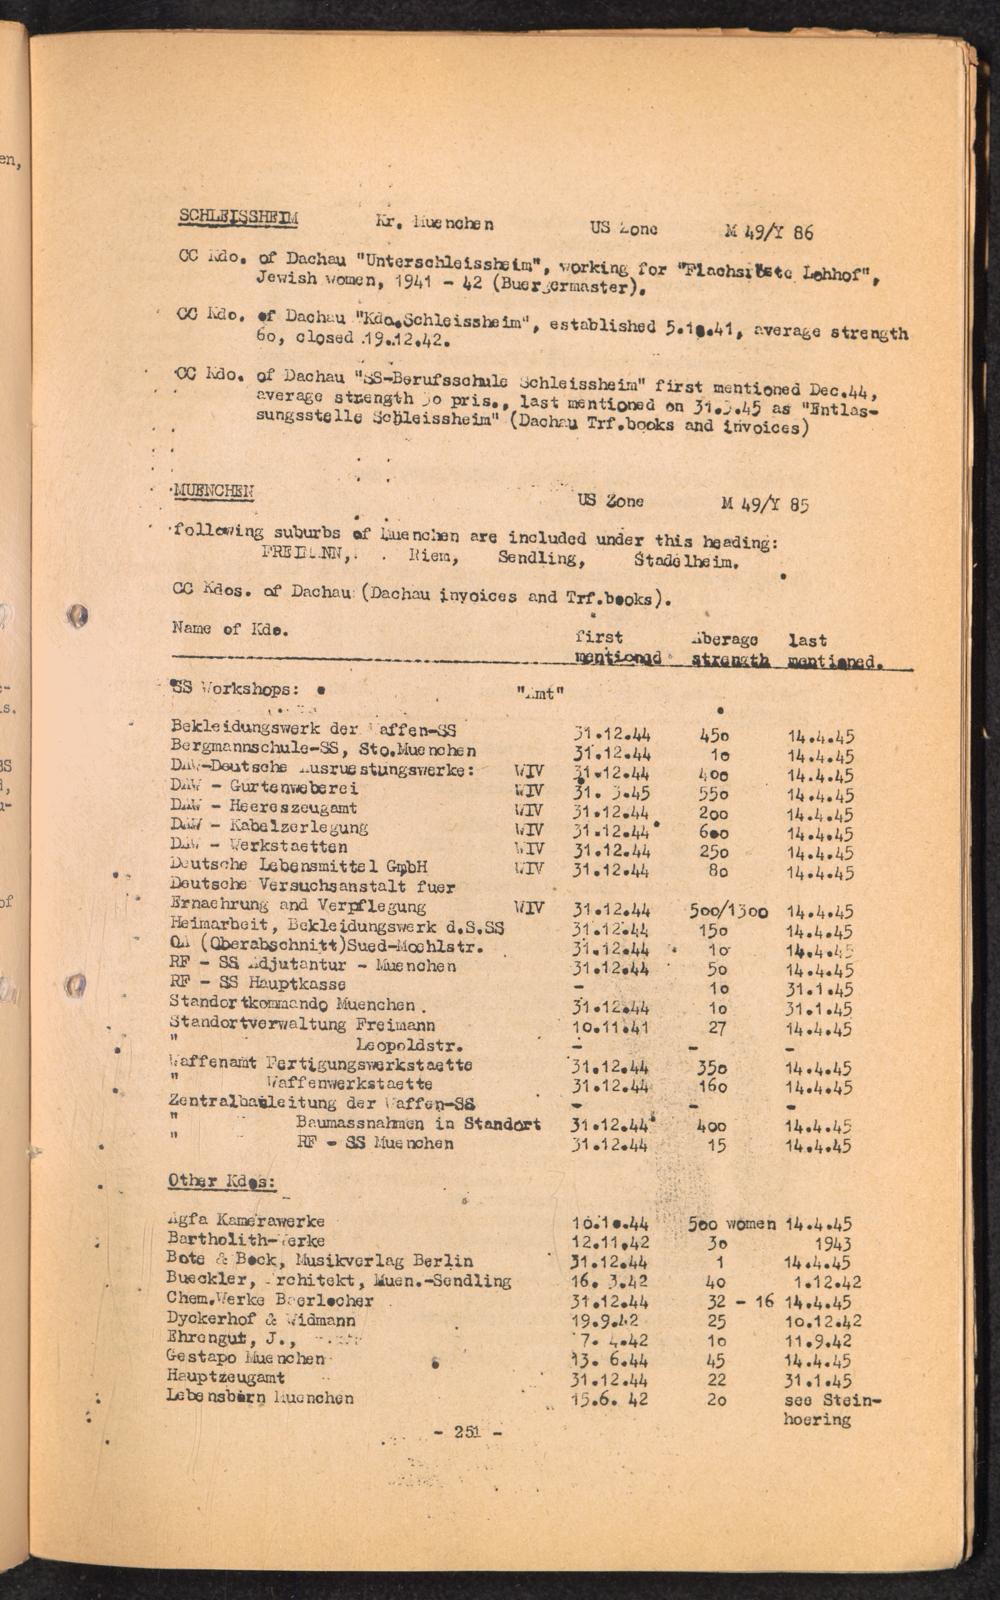 SCHLEISSHEIM Kr. Muenchen US Zone M 49/Y 86
CC Kdo. of Dachau "Unterschleissheim", working for "Flachsröste Lohhof",
Jewish women, 1941 - 42 (Buergermaster).
CC Kdo. of Dachau "Kdo.Schleissheim", established 5.10.41, average strength
60, closed 19.12.42.
CC Kdo. of Dachau "SS-Berufsschule Schleissheim" first mentioned Dec.44,
average strength 30 pris., last mentioned on 31.3.45 as "Entlas-
sungsstelle Schleissheim" (Dachau Trf.books and invoices)
MUENCHEN US Zone M 49/Y 85
following suburbs of Muenchen are included under this heading:
FREIMANN, Riem, Sendling, Stadelheim.
CC Kdos. of Dachau (Dachau invoices and Trf.books).
Name of Kdo. first Aberage last
mentioned strength mentioned.
SS Workshops: "Amt"
Bekleidungswerk der Waffen-SS 31.12.44 450 14.4.45
Bergmannschule-SS, Sto.Muenchen 31.12.44 10 14.4.45
DAW-Deutsche Ausruestungswerke: WIV 31.12.44 400 14.4.45
DAW - Gurtenweberei WIV 31. 3.45 550 14.4.45
DAW - Heereszeugamt WIV 31.12.44 200 14.4.45
DAW - Kabelzerlegung WIV 31.12.44 600 14.4.45
DAW - Werkstaetten WIV 31.12.44 250 14.4.45
Deutsche Lebensmittel GmbH WIV 31.12.44 80 14.4.45
Deutsche Versuchsanstalt fuer
Ernaehrung and Verpflegung WIV 31.12.44 500/1300 14.4.45
Heimarbeit, Bekleidungswerk d.S.SS 31.12.44 150 14.4.45
OA (Oberabschnitt)Sued-Moehlstr. 31.12.44 10 14.4.45
RF - SS Adjutantur - Muenchen 31.12.44 50 14.4.45
RF - SS Hauptkasse - 10 31.1.45
Standortkommando Muenchen. 31.12.44 10 31.1.45
Standortverwaltung Freimann 10.11.41 27 14.4.45
" Leopoldstr. - - -
Waffenamt Fertigungswerkstaette 31.12.44 350 14.4.45
" Waffenwerkstaette 31.12.44 160 14.4.45
Zentralbauleitung der Waffen-SS - - -
" Baumassnahmen in Standort 31.12.44 400 14.4.45
" RF - SS Muenchen 31.12.44 15 14.4.45
Other Kdos:
Agfa Kamerawerke 10.10.44 500 women 14.4.45
Bartholith-Werke 12.11.42 30 1943
Bote & Bock, Musikverlag Berlin 31.12.44 1 14.4.45
Bueckler, Architekt, Muen.-Sendling 16. 3.42 40 1.12.42
Chem.Werke Baerlocher 31.12.44 32 - 16 14.4.45
Dyckerhof & Widmann 19.9.42 25 10.12.42
Ehrengut, J., 7. 4.42 10 11.9.42
Gestapo Muenchen 13. 6.44 45 14.4.45
Hauptzeugamt 31.12.44 22 31.1.45
Lebensborn Muenchen 15.6. 42 20 see Stein-
hoering
- 251 -